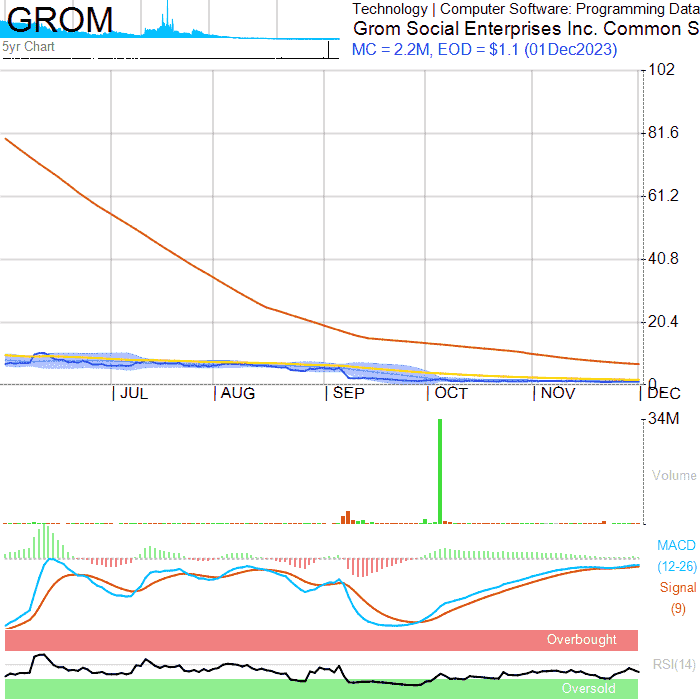 GROM
5yr Chart
Technology | Computer Software: Programming Data
Grom Social Enterprises Inc. Common S
MC = 2.2M, EOD = $1.1 (01Dec2023)
102
81.6
61.2
40.8
20.4
0
JUL AUG SEP OCT NOV DEC
34M
Volume
MACD
(12-26)
Signal
(9)
Overbought
RSI(14)
Oversold